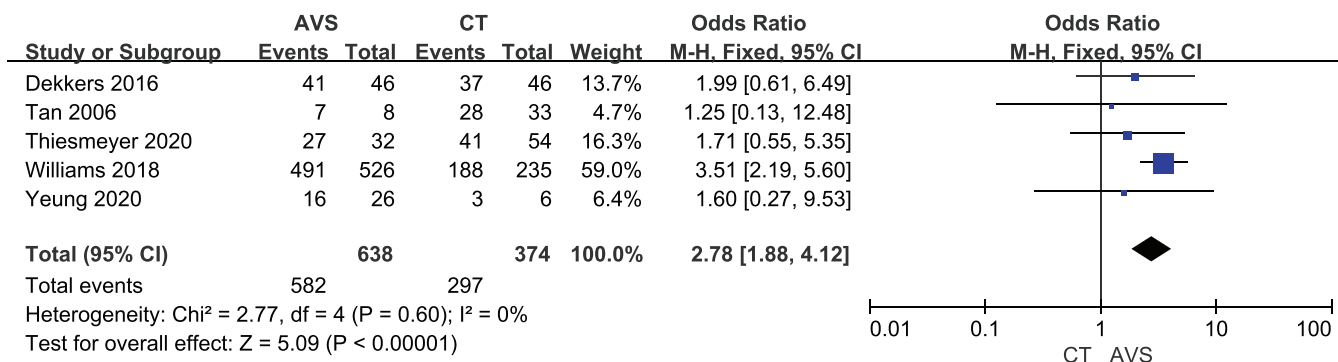 AVS CT Odds Ratio Odds Ratio
Study or Subgroup Events Total Events Total Weight M-H, Fixed, 95% CI M-H, Fixed, 95% CI
Dekkers 2016 41 46 37 46 13.7% 1.99 [0.61, 6.49]
Tan 2006 7 8 28 33 4.7% 1.25 [0.13, 12.48]
Thiesmeyer 2020 27 32 41 54 16.3% 1.71 [0.55, 5.35]
Williams 2018 491 526 188 235 59.0% 3.51 [2.19, 5.60]
Yeung 2020 16 26 3 6 6.4% 1.60 [0.27, 9.53]
Total (95% CI) 638 374 100.0% 2.78 [1.88, 4.12]
Total events 582 297
Heterogeneity: Chi² = 2.77, df = 4 (P = 0.60); I² = 0%
Test for overall effect: Z = 5.09 (P < 0.00001)
0.01 0.1 1 10 100
CT AVS